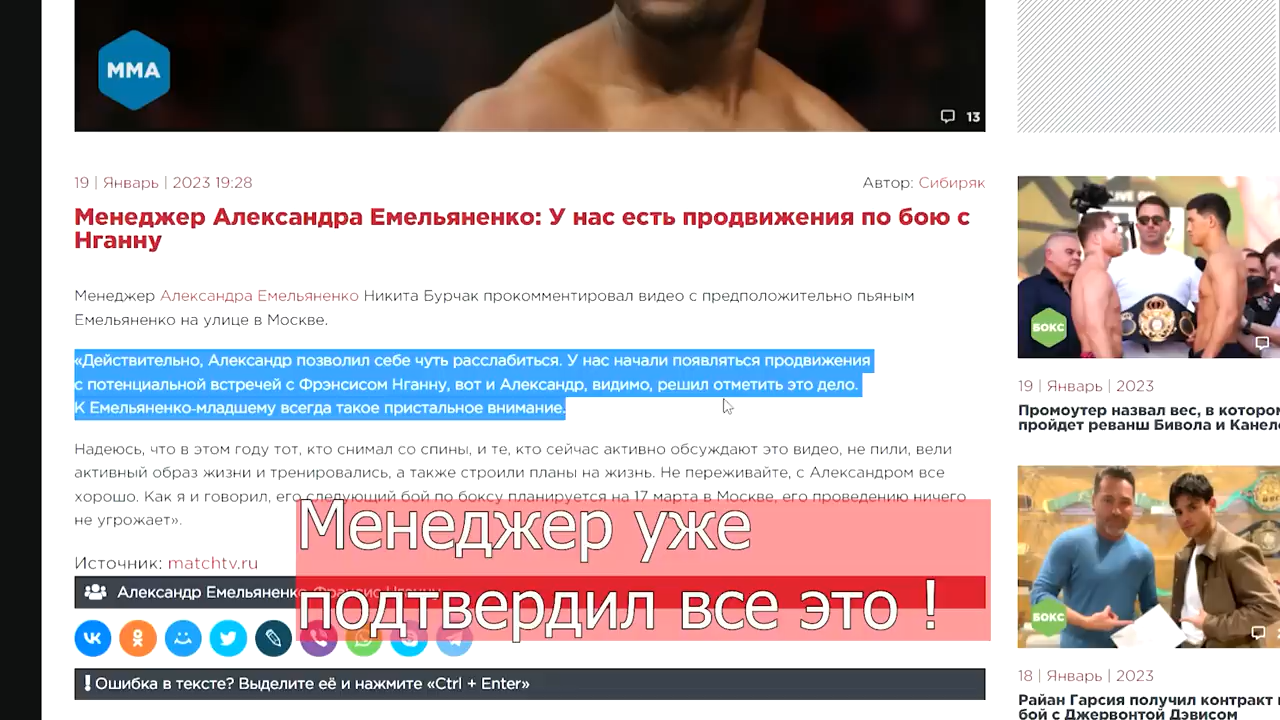 MMA
13
19 | Январь | 2023 19:28
Автор: Сибиряк
Менеджер Александра Емельяненко: У нас есть продвижения по бою с
Нганну
Менеджер Александра Емельяненко Никита Бурчак прокомментировал видео с предположительно пьяным
Емельяненко на улице в Москве.
«Действительно, Александр позволил себе чуть расслабиться. У нас начали появляться продвижения
с потенциальной встречей с Фрэнсисом Нганну, вот и Александр, видимо, решил отметить это дело.
К Емельяненко-младшему всегда такое пристальное внимание.
Надеюсь, что в этом году тот, кто снимал со спины, и те, кто сейчас активно обсуждают это видео, не пили, вели
активный образ жизни и тренировались, а также строили планы на жизнь. Не переживайте, с Александром все
хорошо. Как я и говорил, его следующий бой по боксу планируется на 17 марта в Москве, его проведению ничего
не угрожает».
Менеджер уже
подтвердил все это !
Источник: matchtv.ru
Александр Емельяненко, Франсис Нганну
! Ошибка в тексте? Выделите её и нажмите «Ctrl + Enter»
БОКС
19 | Январь | 2023
Промоутер назвал вес, в котором
пройдет реванш Бивола и Канело
БОКС
18 | Январь | 2023
Райан Гарсия получил контракт
бой с Джервонтой Дэвисом